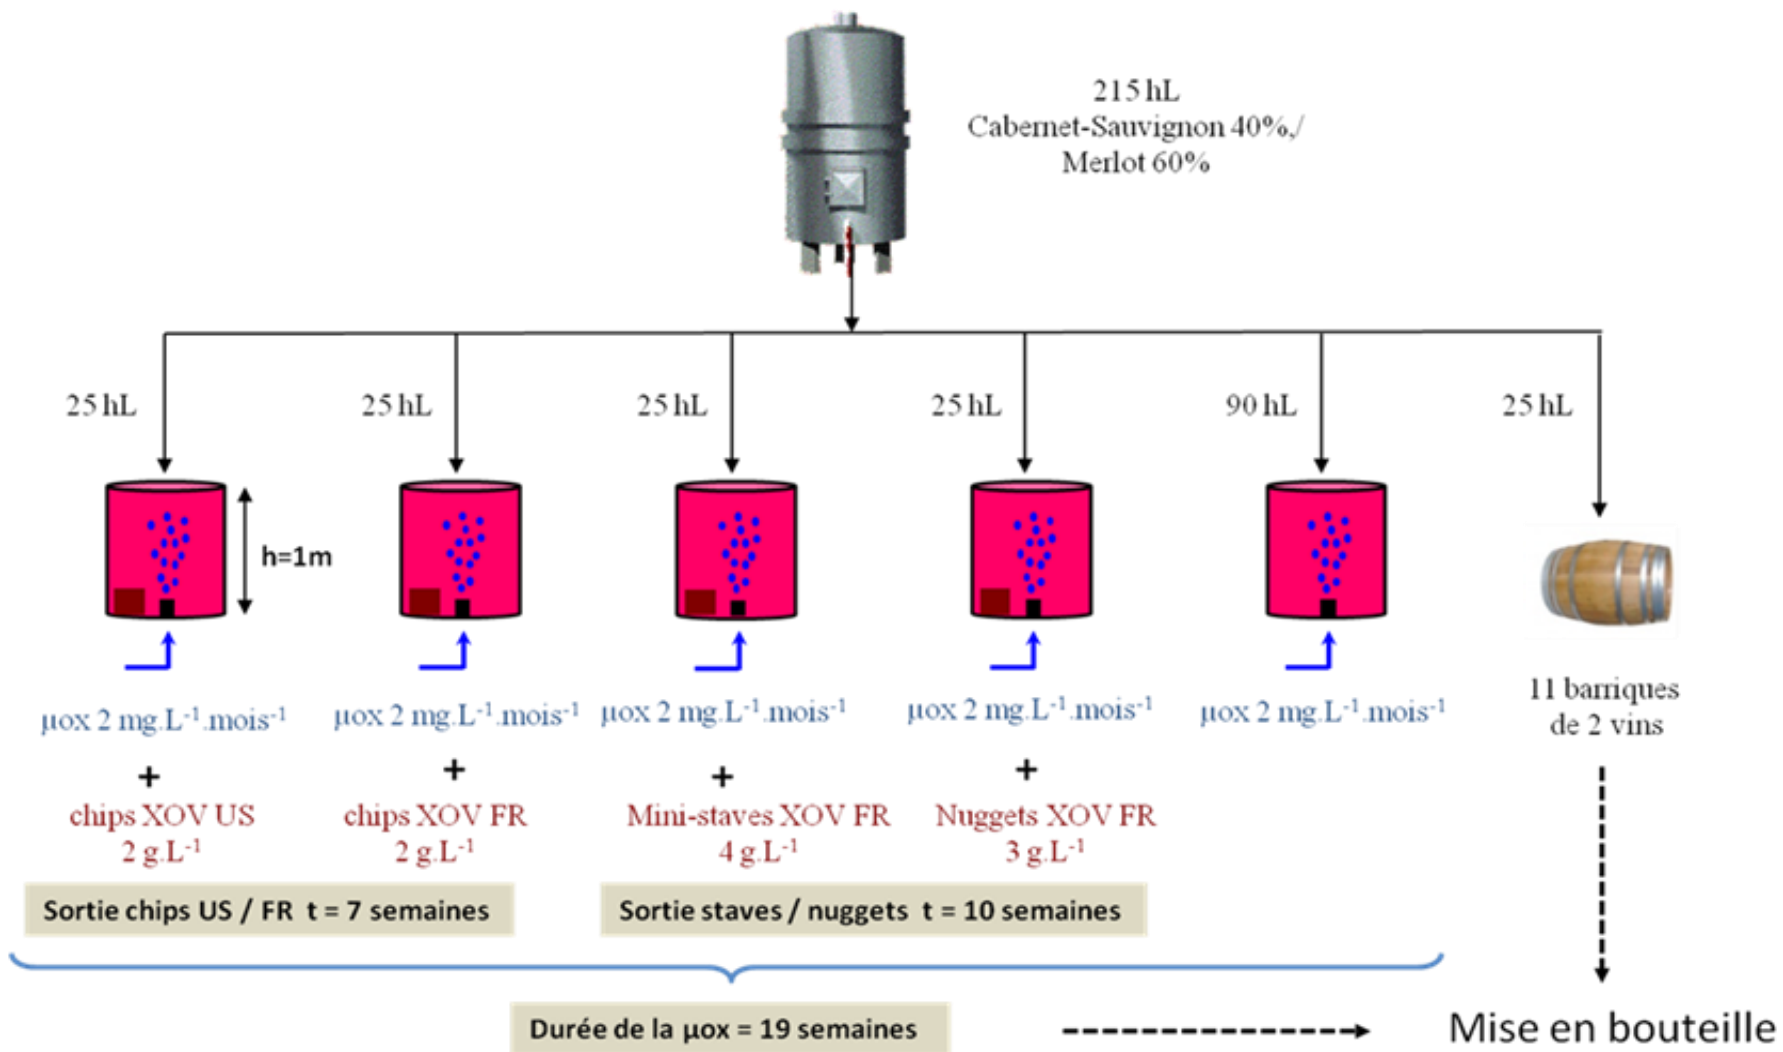 215 hL
Cabernet-Sauvignon 40%,/
Merlot 60%
25 hL
25 hL
25 hL
25 hL
90 hL
25 hL
h=1m
µox 2 mg.L⁻¹.mois⁻¹
µox 2 mg.L⁻¹.mois⁻¹
µox 2 mg.L⁻¹.mois⁻¹
µox 2 mg.L⁻¹.mois⁻¹
µox 2 mg.L⁻¹.mois⁻¹
11 barriques
de 2 vins
+
+
+
+
chips XOV US
2 g.L⁻¹
chips XOV FR
2 g.L⁻¹
Mini-staves XOV FR
4 g.L⁻¹
Nuggets XOV FR
3 g.L⁻¹
Sortie chips US / FR t = 7 semaines
Sortie staves / nuggets t = 10 semaines
Durée de la µox = 19 semaines
Mise en bouteille